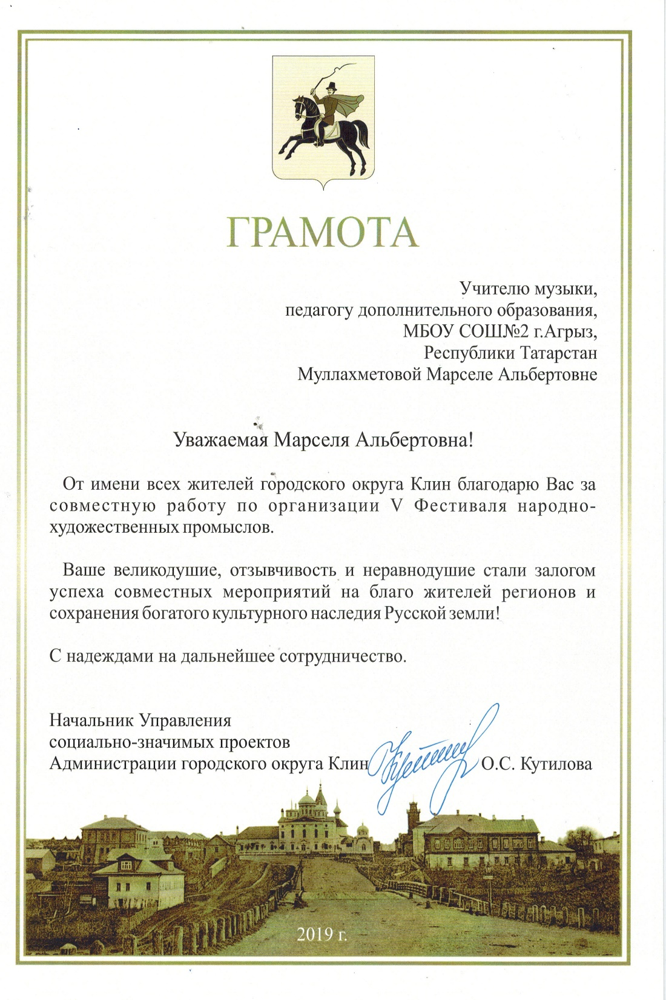 ГРАМОТА
Учителю музыки,
педагогу дополнительного образования,
МБОУ СОШ№2 г.Агрыз,
Республики Татарстан
Муллахметовой Марселе Альбертовне
Уважаемая Марселя Альбертовна!
От имени всех жителей городского округа Клин благодарю Вас за
совместную работу по организации V Фестиваля народно-
художественных промыслов.
Ваше великодушие, отзывчивость и неравнодушие стали залогом
успеха совместных мероприятий на благо жителей регионов и
сохранения богатого культурного наследия Русской земли!
С надеждами на дальнейшее сотрудничество.
Начальник Управления
социально-значимых проектов
Администрации городского округа Клин О.С. Кутилова
2019 г.